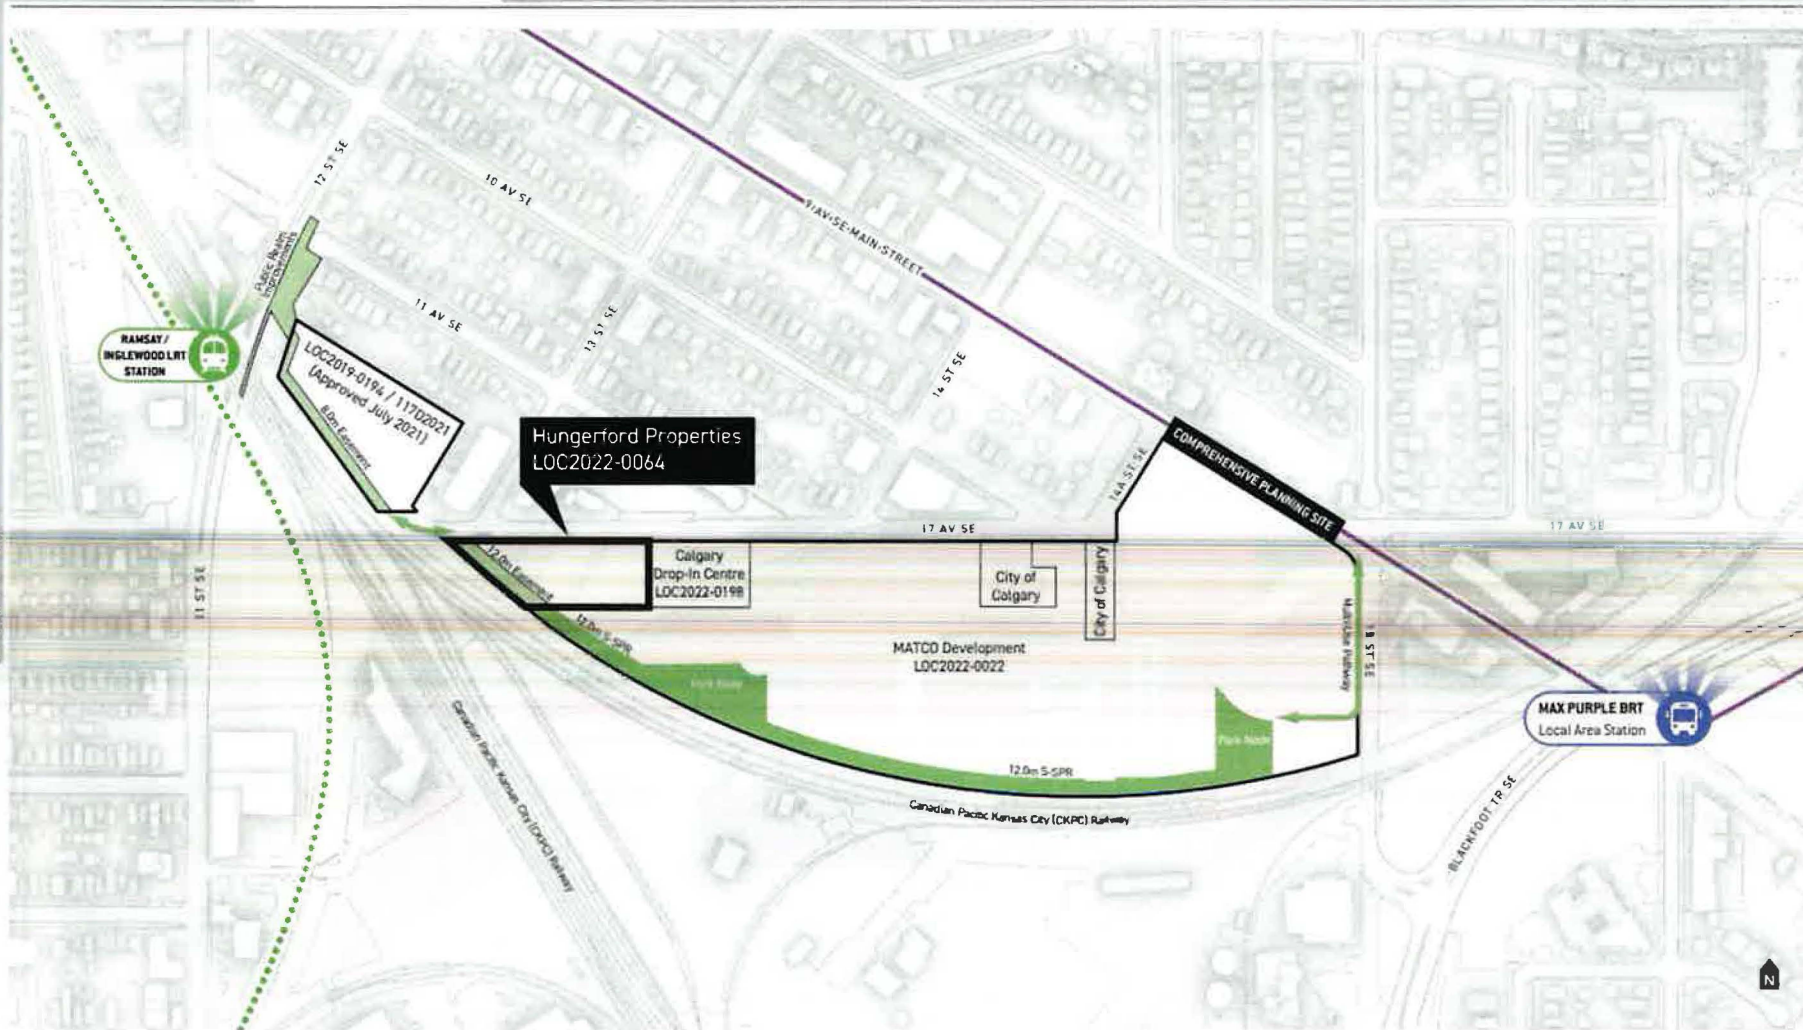 12 ST SE
10 AV SE
9 AV SE MAIN STREET
Public Realm
Improvements
11 AV SE
13 ST SE
RAMSAY /
INGLEWOOD LRT
STATION
LOC2019-0194 / 117D2021
(Approved July 2021)
8.0m Easement
14 ST SE
Hungerford Properties
LOC2022-0064
14A ST SE
COMPREHENSIVE PLANNING SITE
17 AV SE
17 AV SE
12.0m Easement
Calgary
Drop-In Centre
LOC2022-0198
City of
Calgary
City of Calgary
11 ST SE
12.0m S-SPR
MATCO Development
LOC2022-0022
Multi-Use Pathway
ST SE
Park Node
Park Node
MAX PURPLE BRT
Local Area Station
12.0m S-SPR
Canadian Pacific Kansas City (CKPC) Railway
Canadian Pacific Kansas City (CKPC) Railway
BLACKFOOT TR SE
N